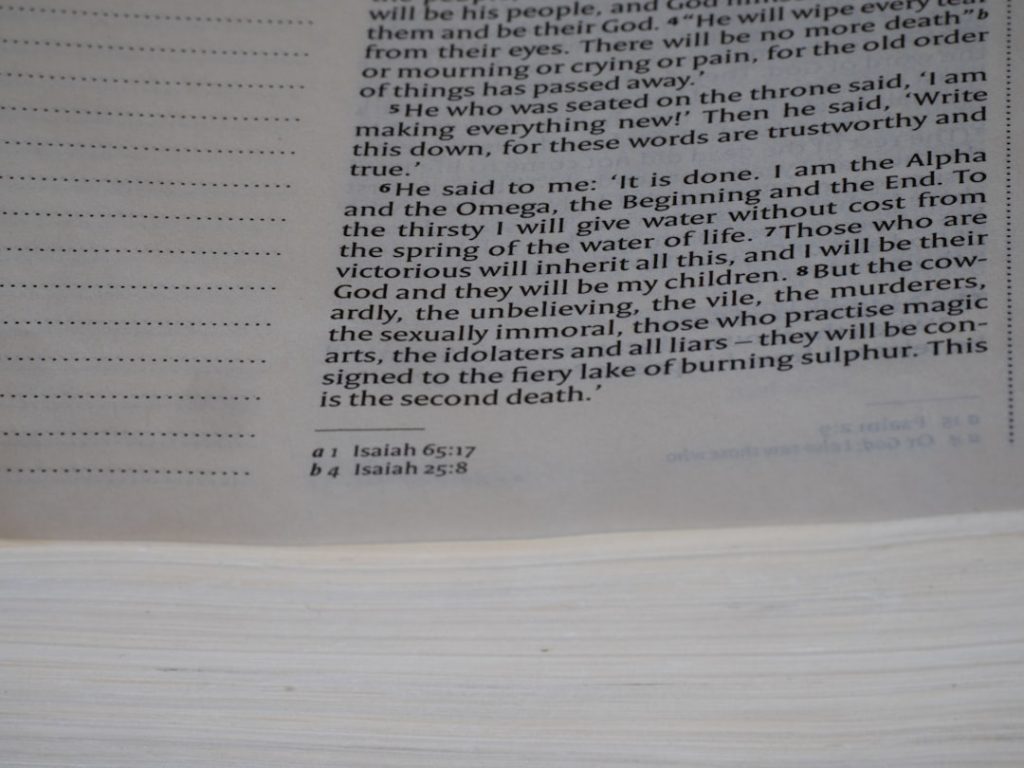 will be his people, and God
them and be their God. 4“He will wipe every tear
from their eyes. There will be no more death”b
or mourning or crying or pain, for the old order
of things has passed away.’
5He who was seated on the throne said, ‘I am
making everything new!’ Then he said, ‘Write
this down, for these words are trustworthy and
true.’
6He said to me: ‘It is done. I am the Alpha
and the Omega, the Beginning and the End. To
the thirsty I will give water without cost from
the spring of the water of life. 7Those who are
victorious will inherit all this, and I will be their
God and they will be my children. 8But the cow-
ardly, the unbelieving, the vile, the murderers,
the sexually immoral, those who practise magic
arts, the idolaters and all liars – they will be con-
signed to the fiery lake of burning sulphur. This
is the second death.’
a 1 Isaiah 65:17
b 4 Isaiah 25:8